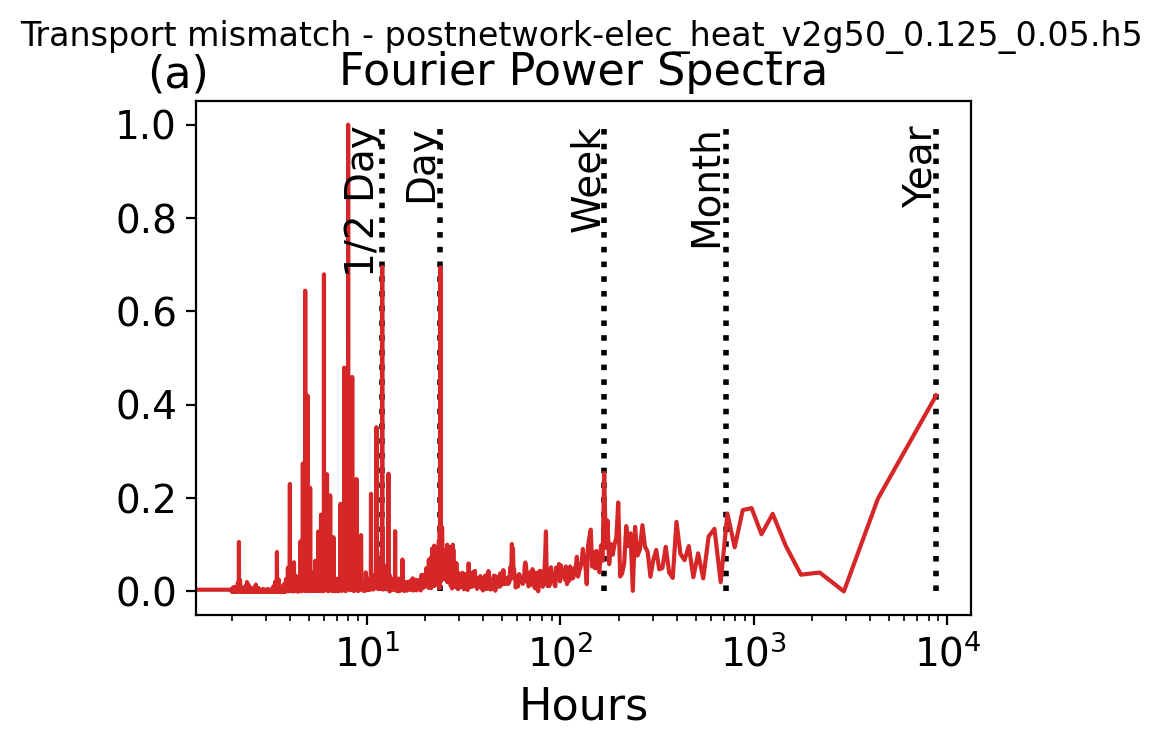 Transport mismatch - postnetwork-elec_heat_v2g50_0.125_0.05.h5
(a) Fourier Power Spectra
1.0
0.8
0.6
0.4
0.2
0.0
1/2 Day
Day
Week
Month
Year
10¹ 10² 10³ 10⁴
Hours